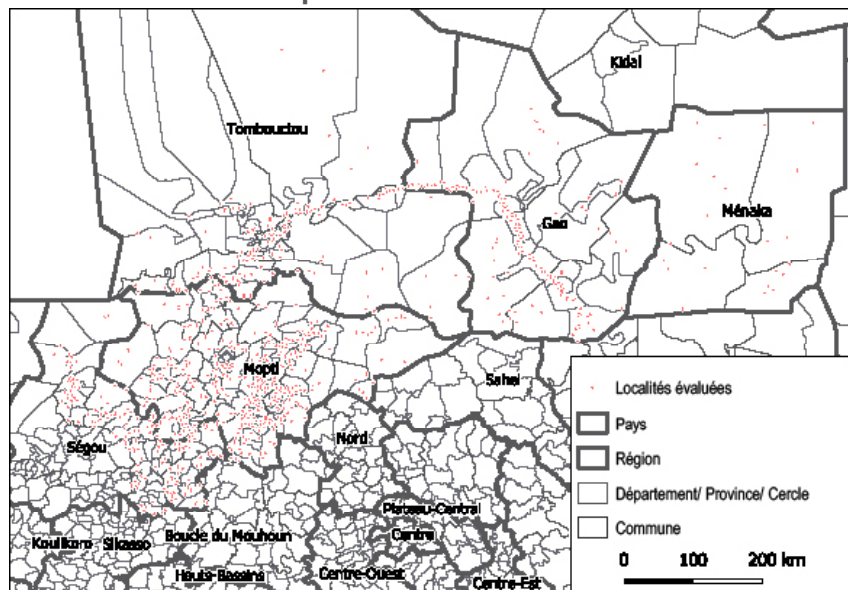 Kidal
Tombouctou
Gao
Ménaka
Mopti
Sahel
Ségou
Nord
Plateau-Central
Koulikoro
Sikasso
Boucle du Mouhoun
Centre
Hauts-Bassins
Centre-Ouest
Centre-Est
Localités évaluées
Pays
Région
Département/ Province/ Cercle
Commune
0 100 200 km